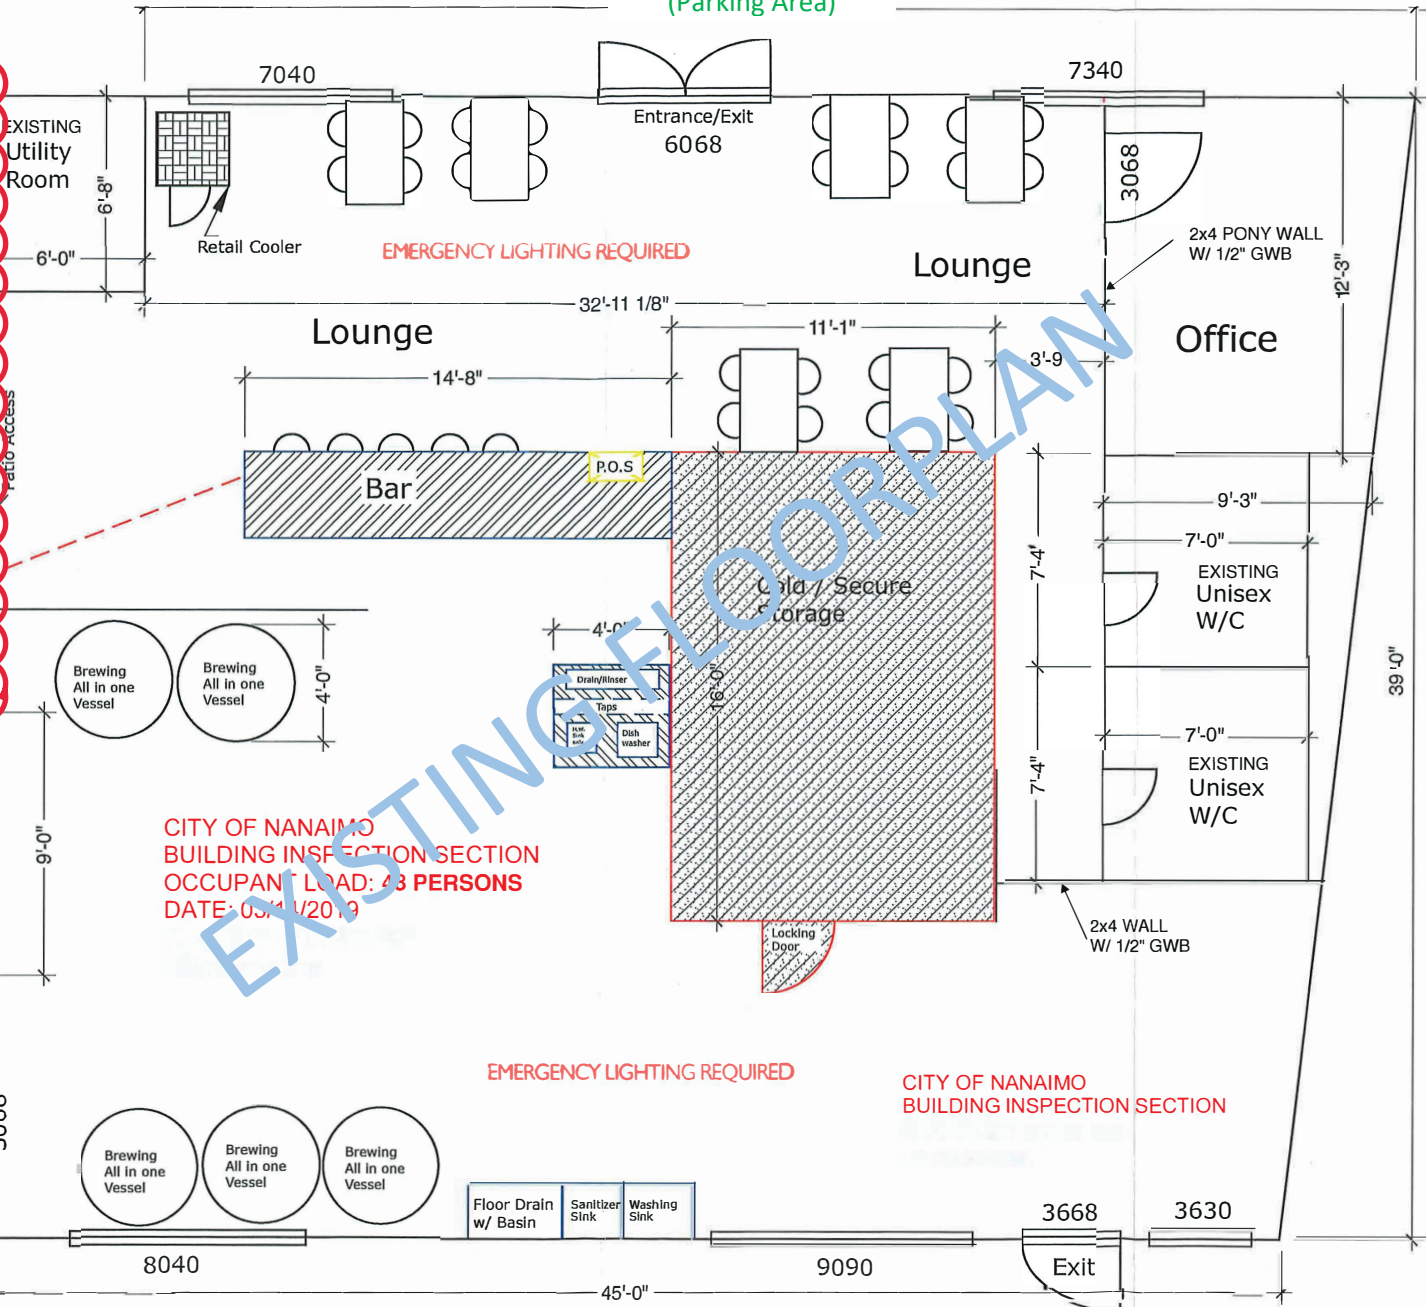 (Parking Area)
7040
7340
Entrance/Exit
6068
EXISTING
Utility
Room
6'-8"
6'-0"
Retail Cooler
EMERGENCY LIGHTING REQUIRED
3068
2x4 PONY WALL
W/ 1/2" GWB
12'-3"
Lounge
32'-11 1/8"
Lounge
11'-1"
Office
3'-9
14'-8"
Patio Access
P.O.S
Bar
9'-3"
7'-0"
7'-4'
EXISTING
Unisex
W/C
Cold / Secure
Storage
4'-0"
Brewing
All in one
Vessel
Brewing
All in one
Vessel
4'-0"
Drain/Rinser
Taps
Dish
washer
16'-0"
39'-0"
7'-0"
7'-4"
EXISTING
Unisex
W/C
EXISTING FLOORPLAN
9'-0"
CITY OF NANAIMO
BUILDING INSPECTION SECTION
OCCUPANT LOAD: 43 PERSONS
DATE: 03/14/2019
Locking
Door
2x4 WALL
W/ 1/2" GWB
EMERGENCY LIGHTING REQUIRED
CITY OF NANAIMO
BUILDING INSPECTION SECTION
Brewing
All in one
Vessel
Brewing
All in one
Vessel
Brewing
All in one
Vessel
Floor Drain
w/ Basin
Sanitizer
Sink
Washing
Sink
3668
3630
8040
9090
Exit
45'-0"